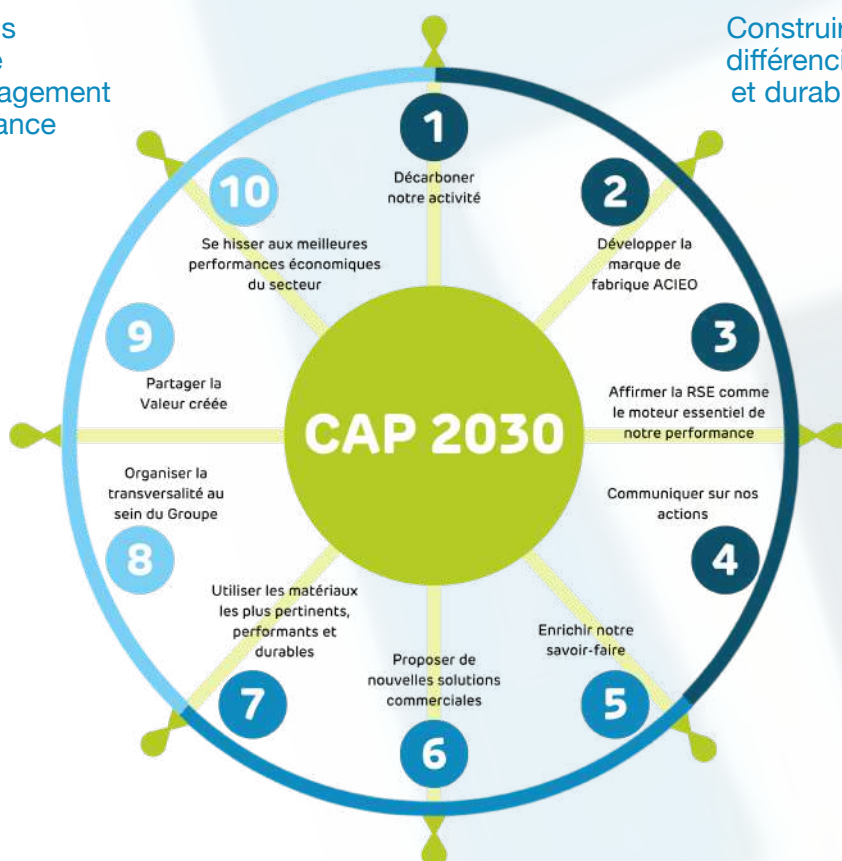 agement
ance
et durab
1
Décarboner
notre activité
2
Développer la
marque de
fabrique ACIEO
3
Affirmer la RSE comme
le moteur essentiel de
notre performance
Communiquer sur nos
actions
4
Enrichir notre
savoir-faire
5
Proposer de
nouvelles solutions
commerciales
6
Utiliser les matériaux
les plus pertinents,
performants et
durables
7
Organiser la
transversalité au
sein du Groupe
8
9
Partager la
Valeur créée
10
Se hisser aux meilleures
performances économiques
du secteur
CAP 2030